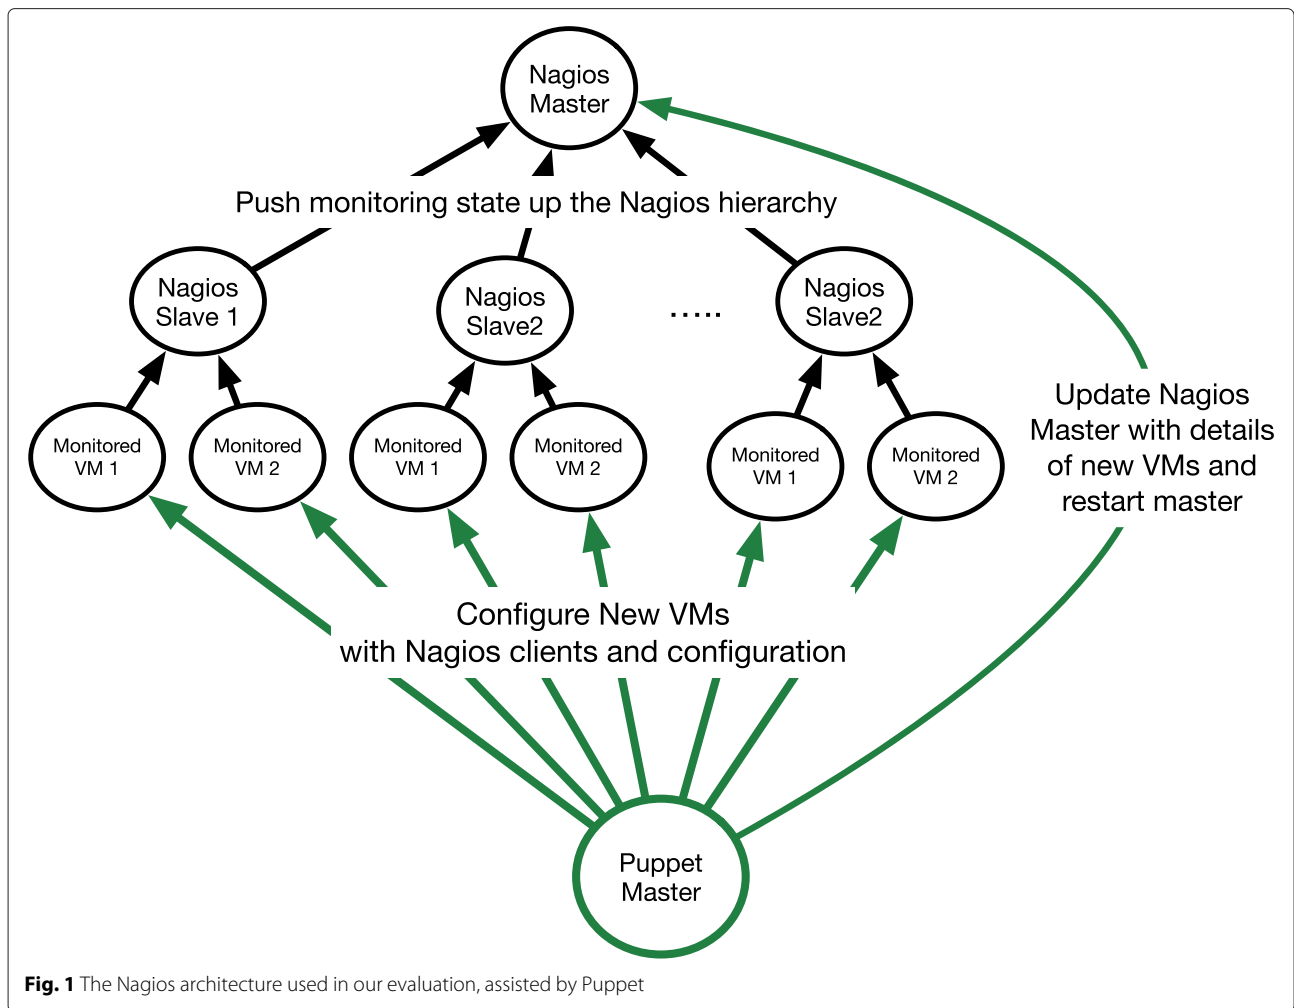 Nagios
Master
Push monitoring state up the Nagios hierarchy
Nagios
Slave 1
Nagios
Slave2
.....
Nagios
Slave2
Monitored
VM 1
Monitored
VM 2
Monitored
VM 1
Monitored
VM 2
Monitored
VM 1
Monitored
VM 2
Update Nagios
Master with details
of new VMs and
restart master
Configure New VMs
with Nagios clients and configuration
Puppet
Master
Fig. 1 The Nagios architecture used in our evaluation, assisted by Puppet